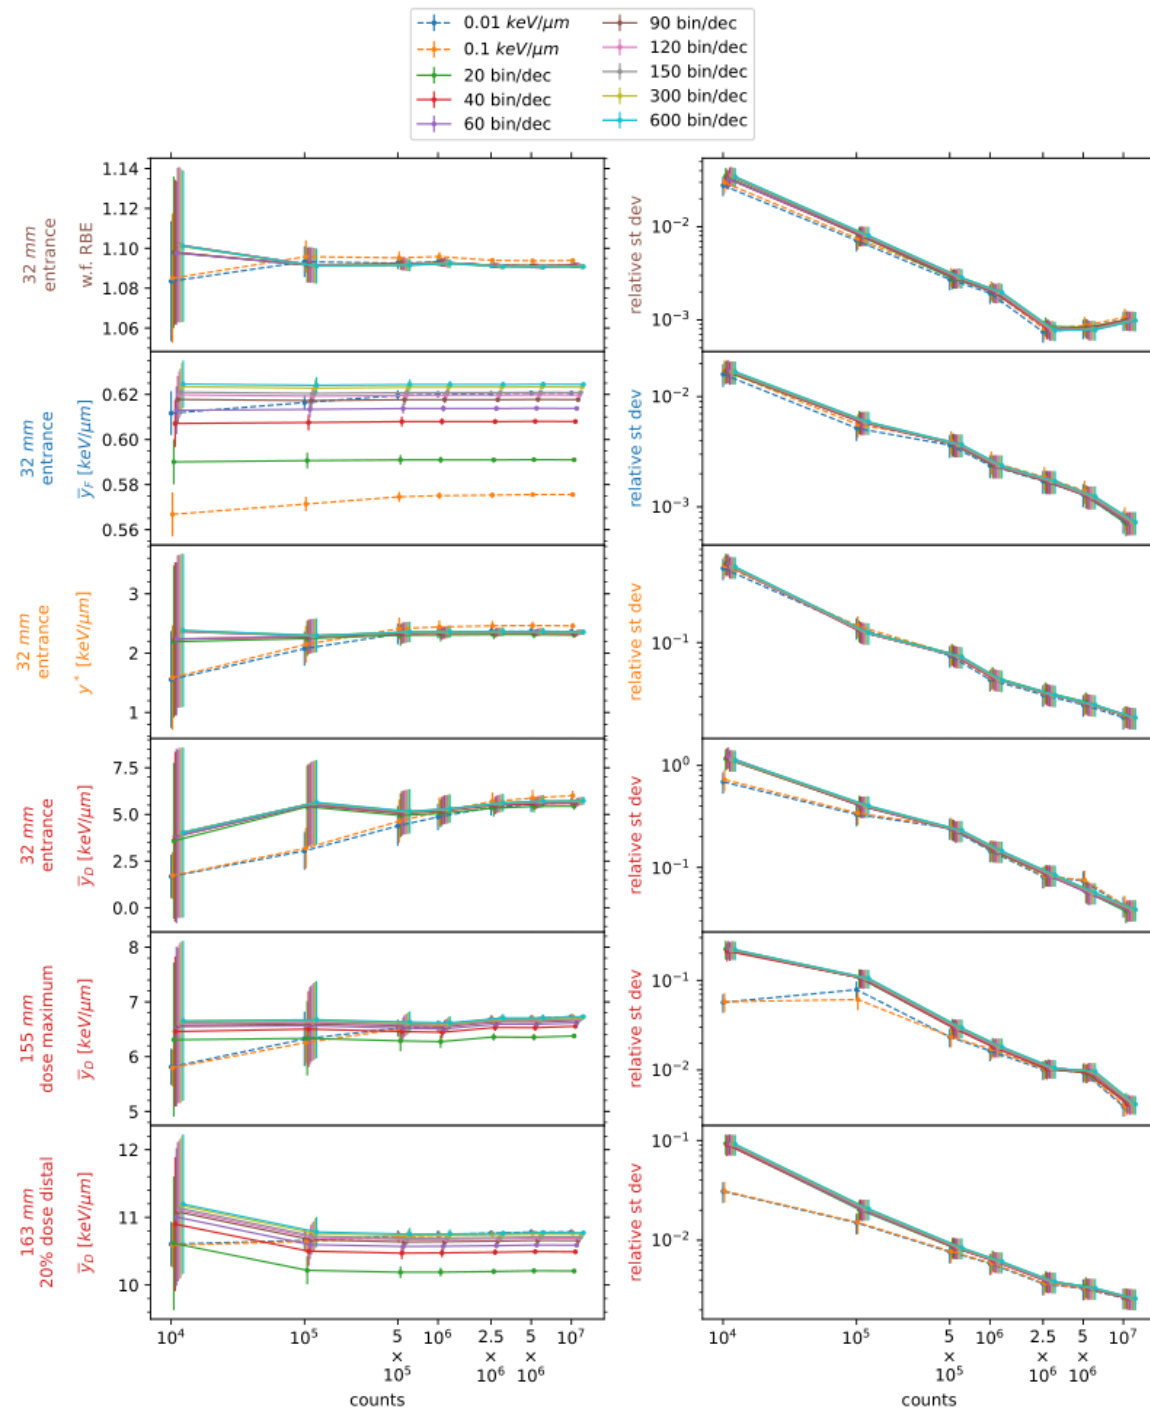 0.01 keV/μm
0.1 keV/μm
20 bin/dec
40 bin/dec
60 bin/dec
90 bin/dec
120 bin/dec
150 bin/dec
300 bin/dec
600 bin/dec
32 mm
entrance
w.f. RBE
1.14
1.12
1.10
1.08
1.06
relative st dev
10⁻²
10⁻³
32 mm
entrance
y̅_F [keV/μm]
0.62
0.60
0.58
0.56
relative st dev
10⁻²
10⁻³
32 mm
entrance
y* [keV/μm]
3
2
1
relative st dev
10⁻¹
32 mm
entrance
y̅_D [keV/μm]
7.5
5.0
2.5
0.0
relative st dev
10⁰
10⁻¹
155 mm
dose maximum
y̅_D [keV/μm]
8
7
6
5
relative st dev
10⁻¹
10⁻²
163 mm
20% dose distal
y̅_D [keV/μm]
12
11
10
relative st dev
10⁻¹
10⁻²
10⁴ 10⁵ 5 × 10⁵ 10⁶ 2.5 × 10⁶ 5 × 10⁶ 10⁷
counts
10⁴ 10⁵ 5 × 10⁵ 10⁶ 2.5 × 10⁶ 5 × 10⁶ 10⁷
counts